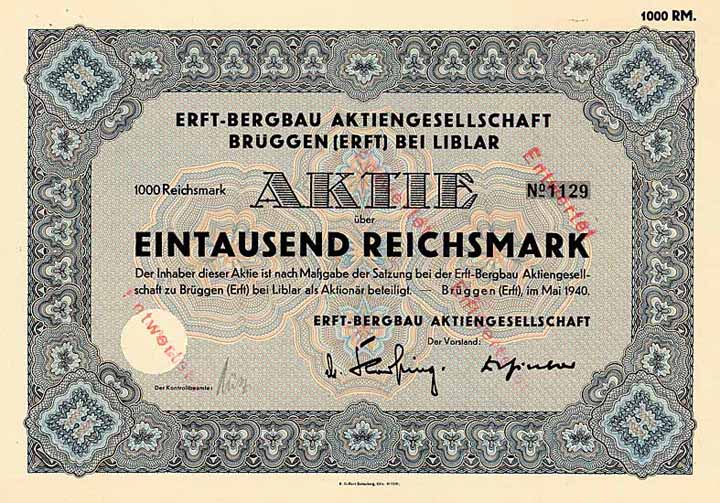 1000 RM.
ERFT-BERGBAU AKTIENGESELLSCHAFT
BRÜGGEN (ERFT) BEI LIBLAR
1000 Reichsmark
AKTIE
Nº 1129
über
EINTAUSEND REICHSMARK
Der Inhaber dieser Aktie ist nach Maßgabe der Satzung bei der Erft-Bergbau Aktiengesell-
schaft zu Brüggen (Erft) bei Liblar als Aktionär beteiligt. — Brüggen (Erft), im Mai 1940.
ERFT-BERGBAU AKTIENGESELLSCHAFT
Der Vorstand:
Der Kontrollbeamte:
Entwertet
Entwertet
Entwertet